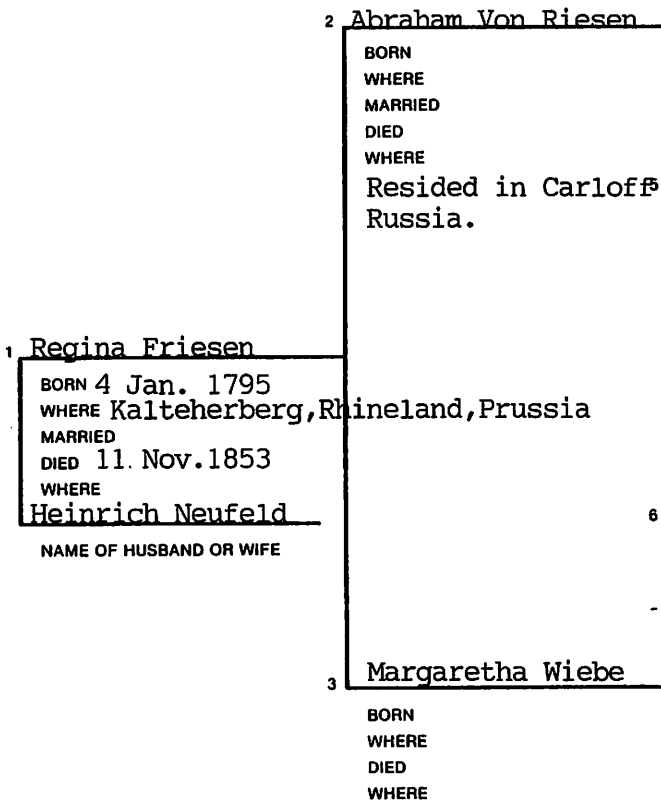 2 Abraham Von Riesen
BORN
WHERE
MARRIED
DIED
WHERE
Resided in Carloff 5
Russia.
1 Regina Friesen
BORN 4 Jan. 1795
WHERE Kalteherberg,Rhineland,Prussia
MARRIED
DIED 11. Nov.1853
WHERE
Heinrich Neufeld
NAME OF HUSBAND OR WIFE
6
3 Margaretha Wiebe
BORN
WHERE
DIED
WHERE